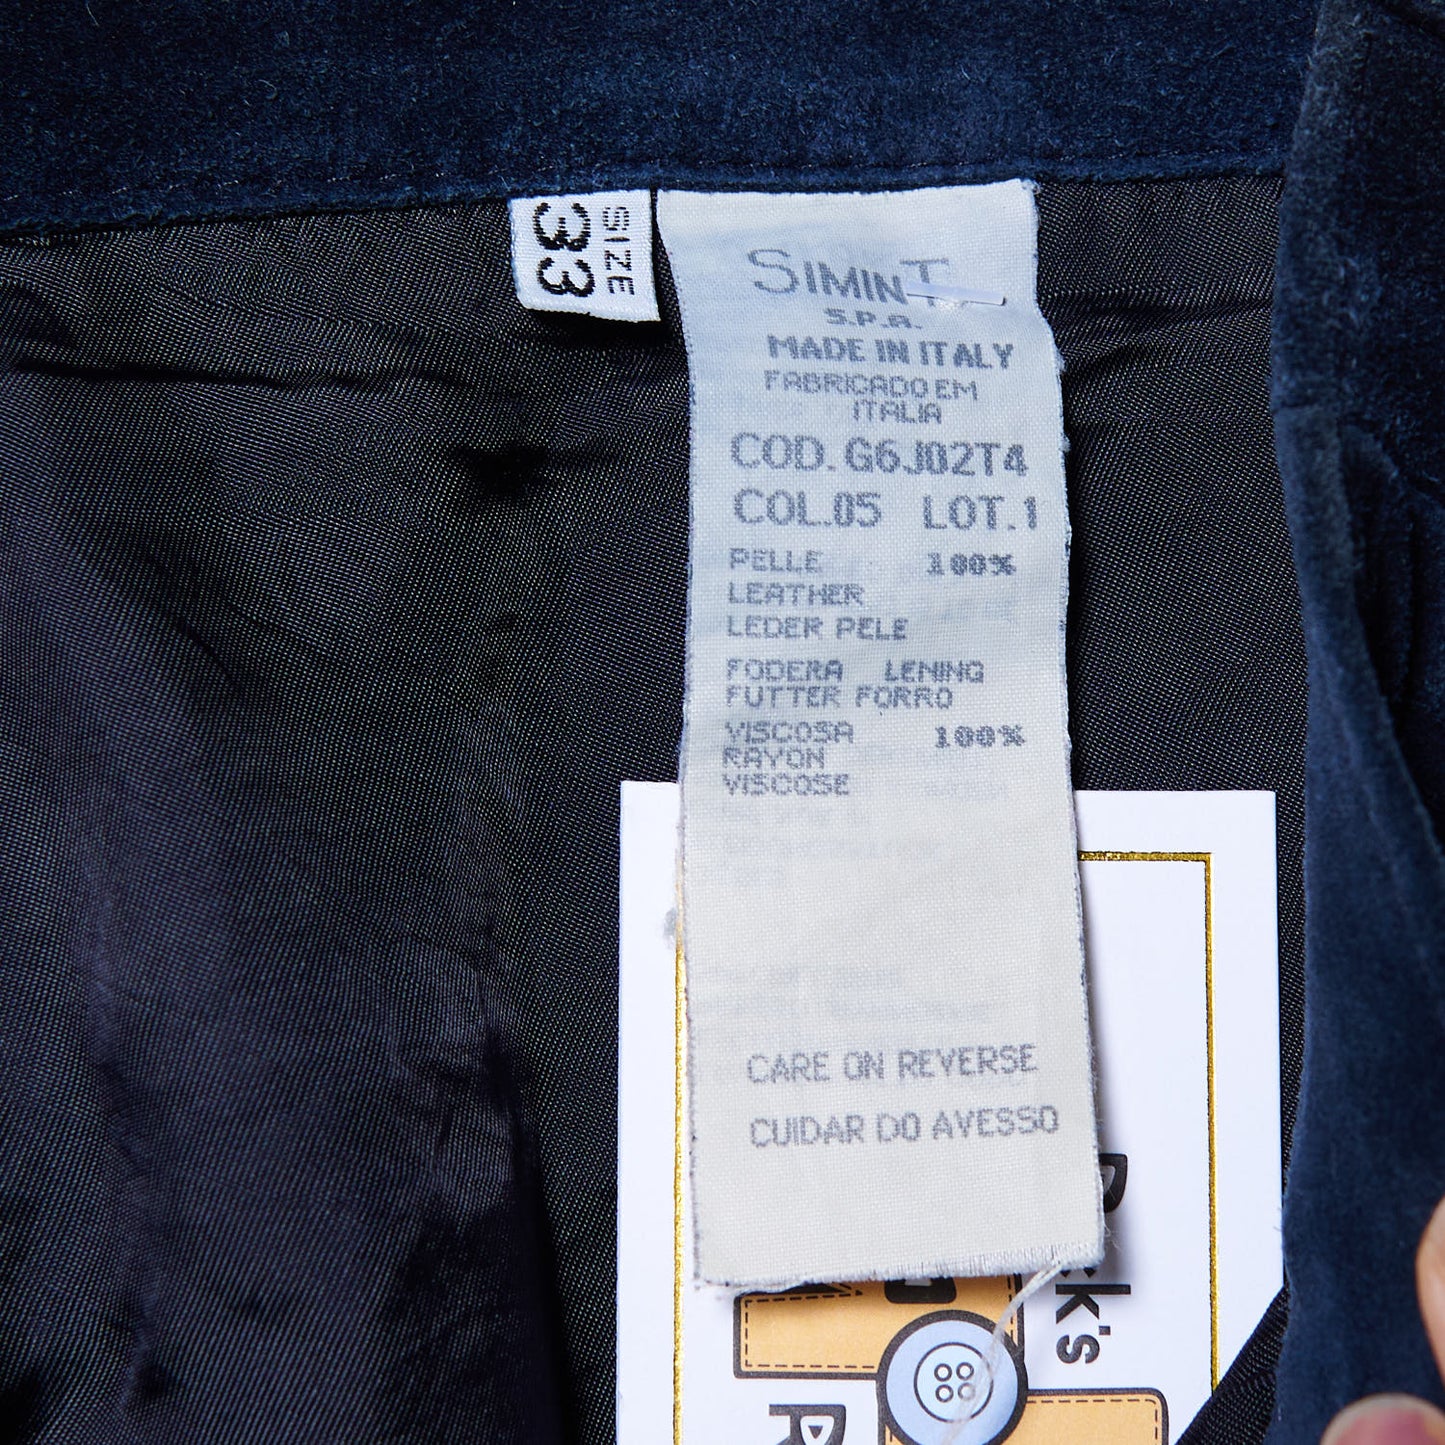 SIZE
33
SIMINT
S.P.A.
MADE IN ITALY
FABRICADO EM
ITALIA
COD. G6J02T4
COL.05 LOT.1
PELLE 100%
LEATHER
LEDER PELE
FODERA LENING
FUTTER FORRO
VISCOSA 100%
RAYON
VISCOSE
CARE ON REVERSE
CUIDAR DO AVESSO